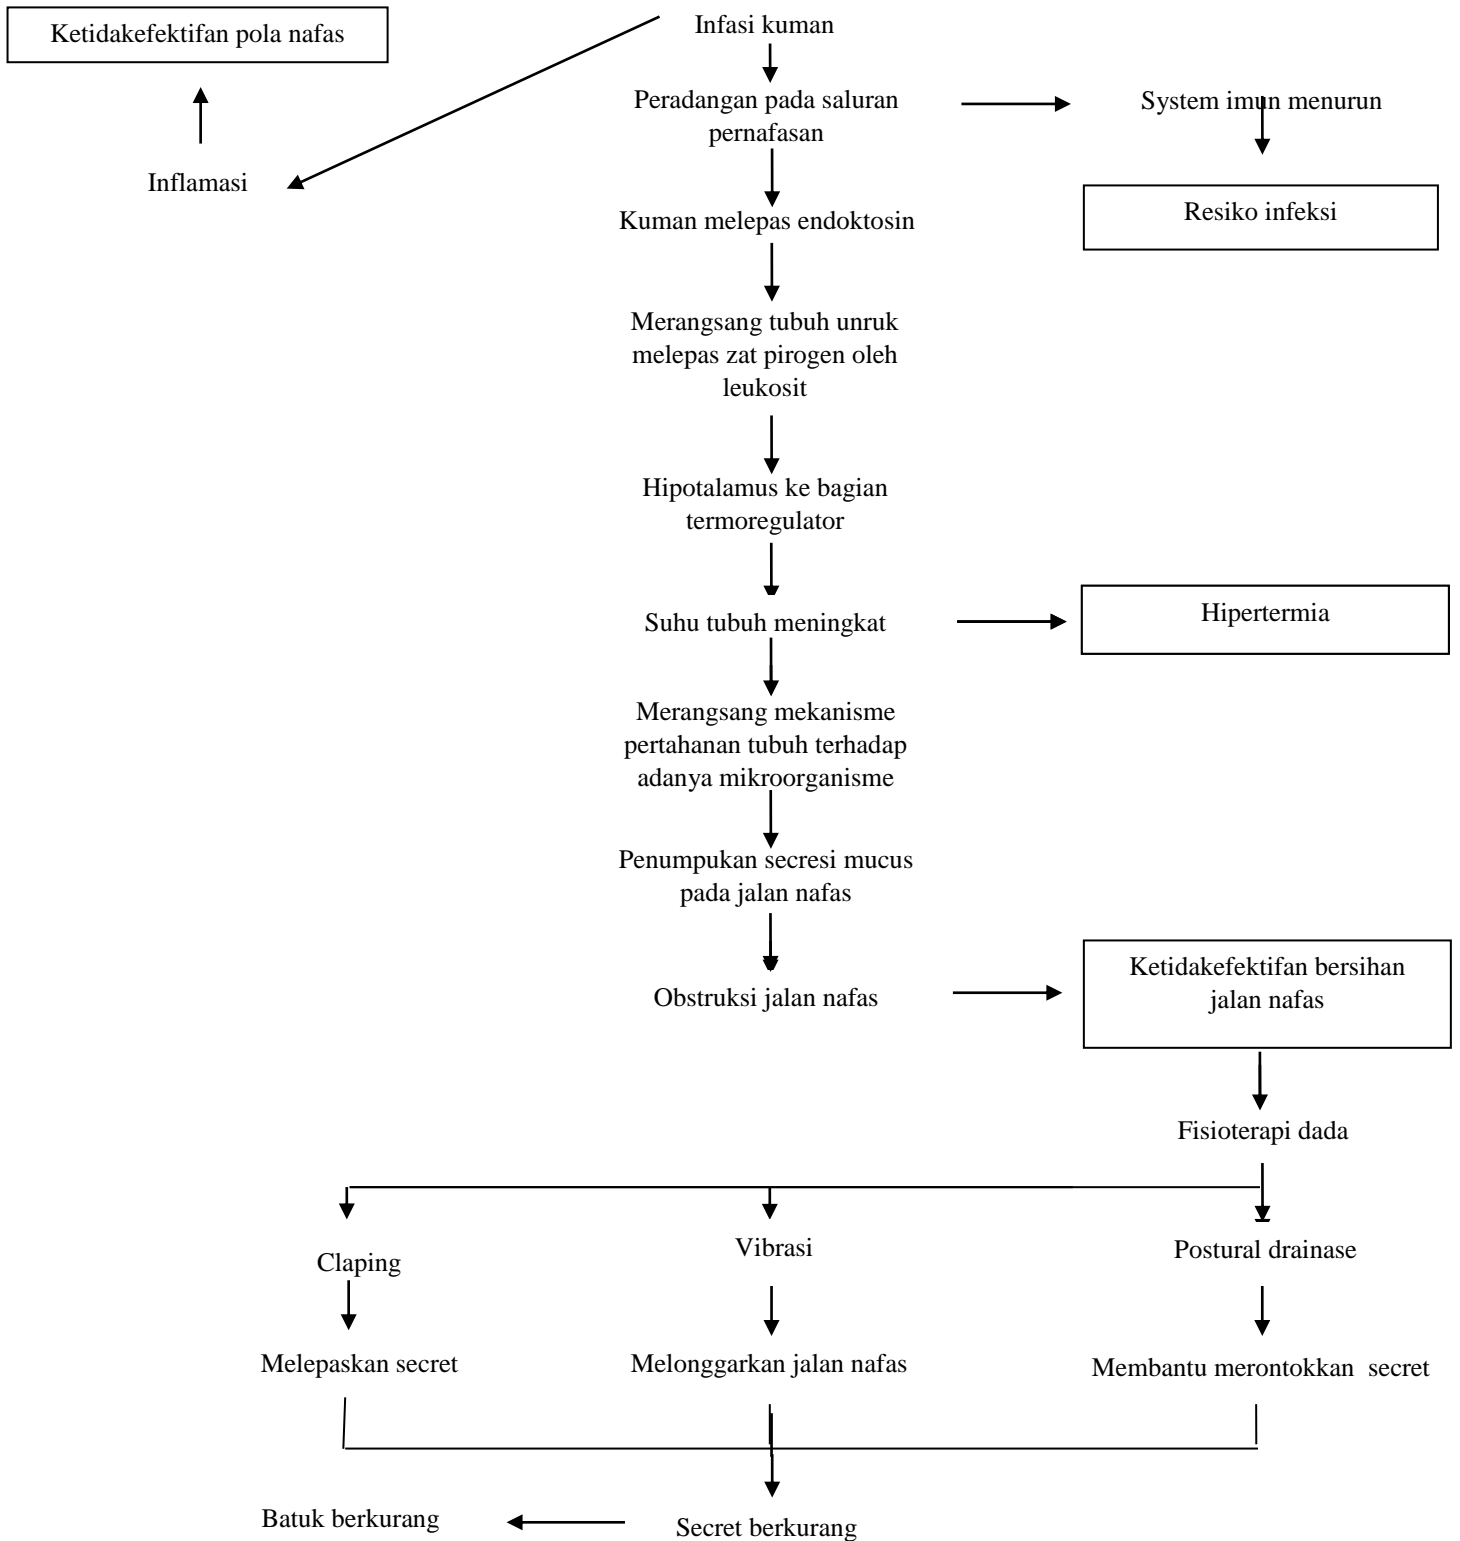 Ketidakefektifan pola nafas
Infasi kuman
Peradangan pada saluran
pernafasan
System imun menurun
Inflamasi
Resiko infeksi
Kuman melepas endoktosin
Merangsang tubuh unruk
melepas zat pirogen oleh
leukosit
Hipotalamus ke bagian
termoregulator
Suhu tubuh meningkat
Hipertermia
Merangsang mekanisme
pertahanan tubuh terhadap
adanya mikroorganisme
Penumpukan secresi mucus
pada jalan nafas
Obstruksi jalan nafas
Ketidakefektifan bersihan
jalan nafas
Fisioterapi dada
Claping
Vibrasi
Postural drainase
Melepaskan secret
Melonggarkan jalan nafas
Membantu merontokkan  secret
Batuk berkurang
Secret berkurang